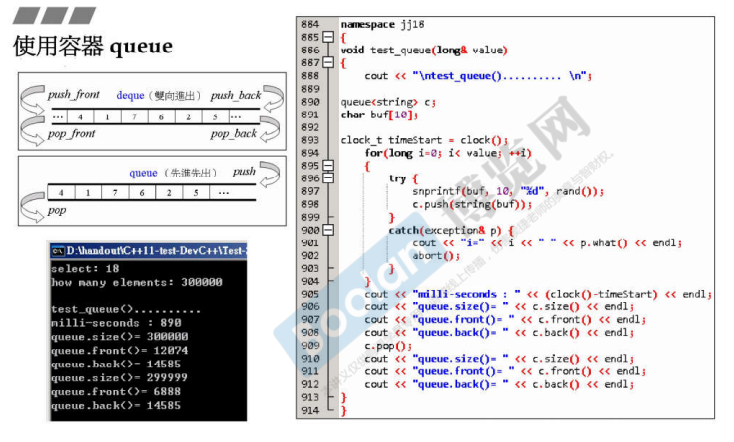 使用容器 queue
push_front deque（雙向進出） push_back
... 4 1 7 6 2 5 ...
pop_front pop_back
queue（先進先出） push
4 1 7 6 2 5 ...
pop
D:\handout\C++11-test-DevC++\Test-
select: 18
how many elements: 300000
test_queue()..........
milli-seconds : 890
queue.size()= 300000
queue.front()= 12074
queue.back()= 14585
queue.size()= 299999
queue.front()= 6888
queue.back()= 14585
884 namespace jj18
885 {
886 void test_queue(long& value)
887 {
888 cout << "\ntest_queue().......... \n";
889
890 queue<string> c;
891 char buf[10];
892
893 clock_t timeStart = clock();
894 for(long i=0; i< value; ++i)
895 {
896 try {
897 snprintf(buf, 10, "%d", rand());
898 c.push(string(buf));
899 }
900 catch(exception& p) {
901 cout << "i=" << i << " " << p.what() << endl;
902 abort();
903 }
904 }
905 cout << "milli-seconds : " << (clock()-timeStart) << endl;
906 cout << "queue.size()= " << c.size() << endl;
907 cout << "queue.front()= " << c.front() << endl;
908 cout << "queue.back()= " << c.back() << endl;
909 c.pop();
910 cout << "queue.size()= " << c.size() << endl;
911 cout << "queue.front()= " << c.front() << endl;
912 cout << "queue.back()= " << c.back() << endl;
913 }
914 }
Boolan 博览网